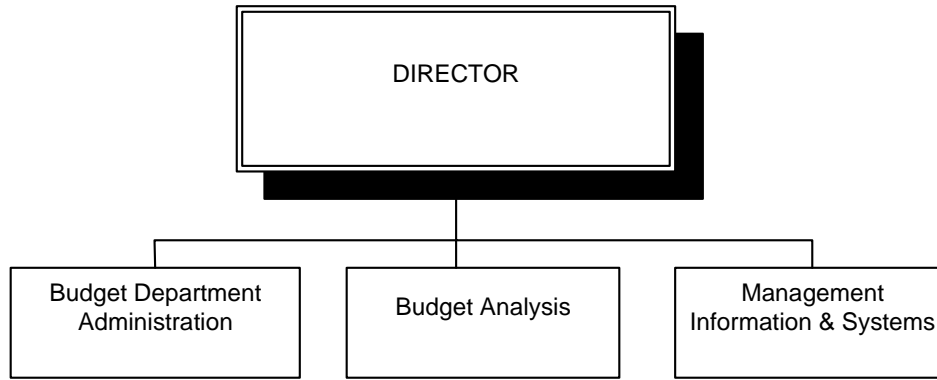 DIRECTOR
Budget Department
Administration
Budget Analysis
Management
Information & Systems